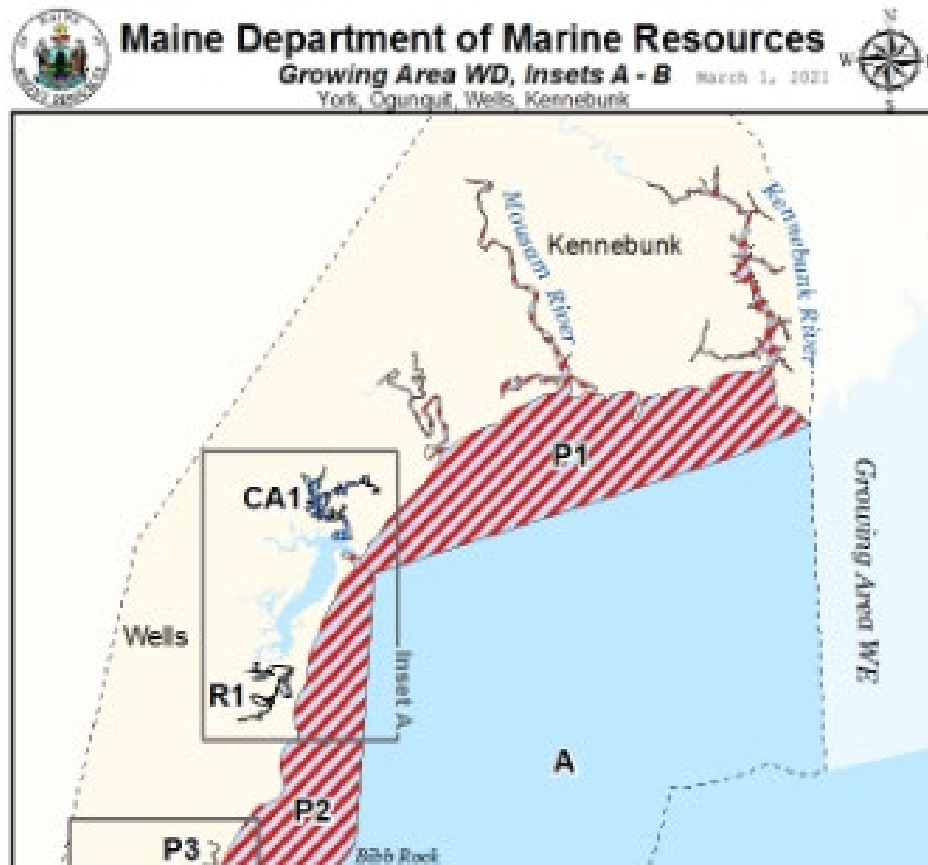 Maine Department of Marine Resources
Growing Area WD, Insets A - B
March 1, 2021
York, Ogunquit, Wells, Kennebunk
W
Mousam River
Kennebunk River
Kennebunk
P1
CA1
Growing Area WE
Wells
Inset A
R1
A
P2
P3
Bibb Rock